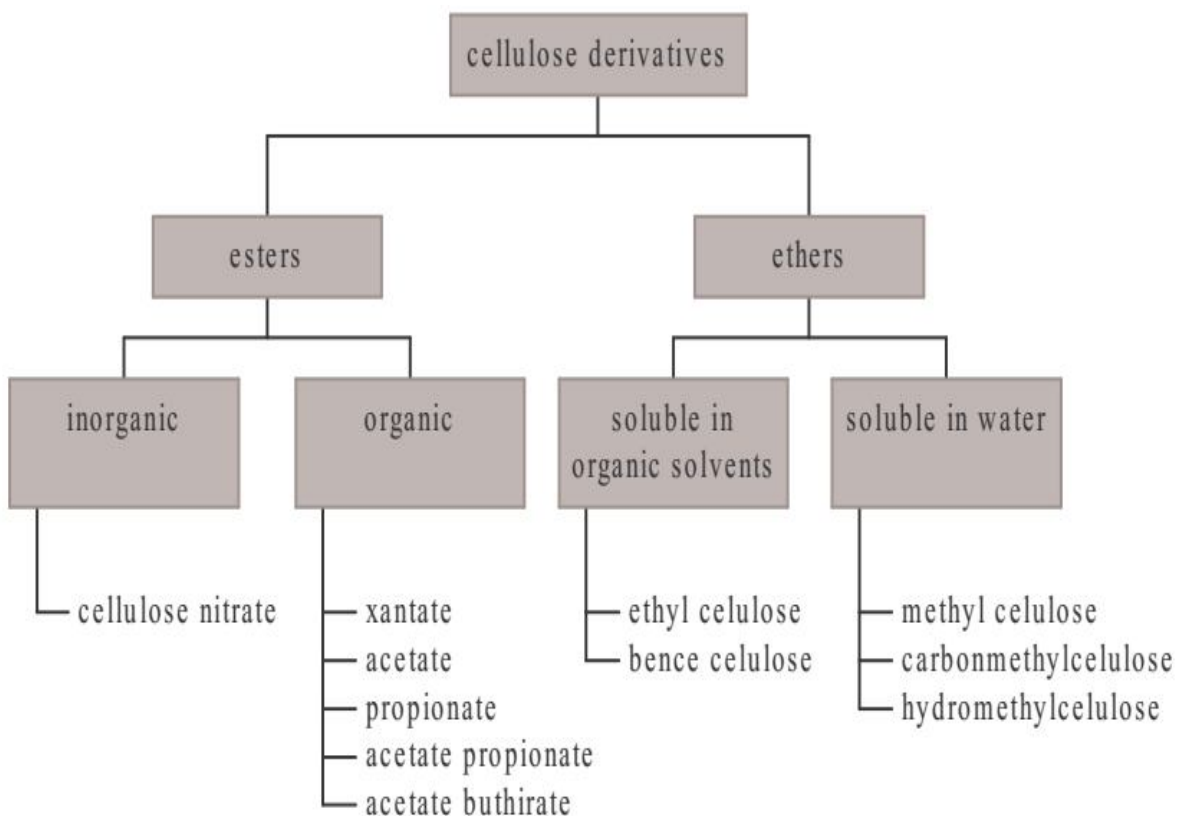 cellulose derivatives
esters
ethers
inorganic
organic
soluble in
organic solvents
soluble in water
cellulose nitrate
xantate
acetate
propionate
acetate propionate
acetate buthirate
ethyl celulose
bence celulose
methyl celulose
carbonmethylcelulose
hydromethylcelulose